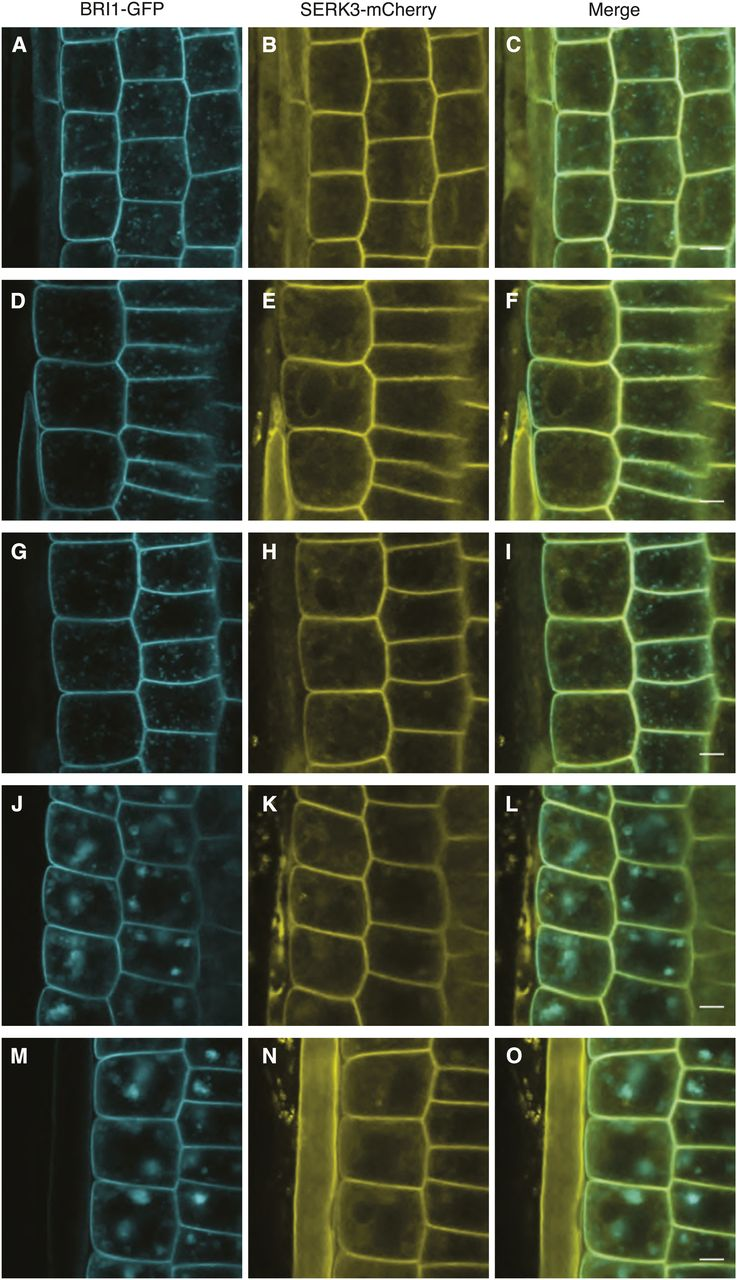 BRI1-GFP SERK3-mCherry Merge
A B C
D E F
G H I
J K L
M N O